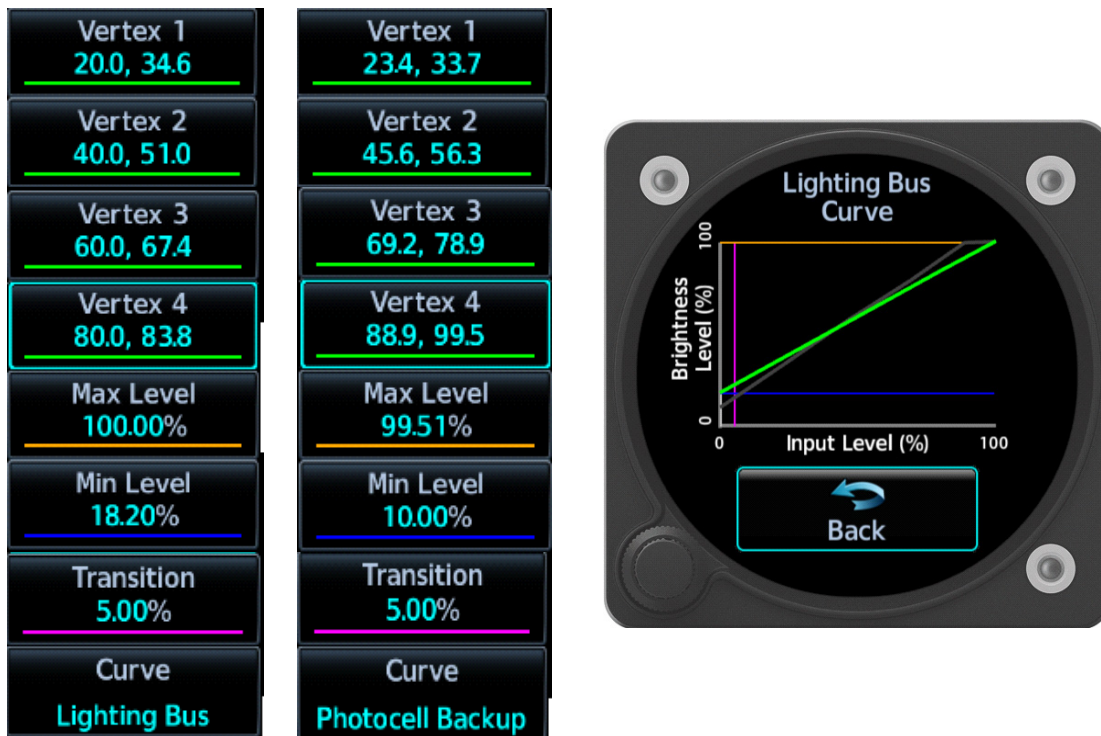 Vertex 1
20.0, 34.6
Vertex 2
40.0, 51.0
Vertex 3
60.0, 67.4
Vertex 4
80.0, 83.8
Max Level
100.00%
Min Level
18.20%
Transition
5.00%
Curve
Lighting Bus
Vertex 1
23.4, 33.7
Vertex 2
45.6, 56.3
Vertex 3
69.2, 78.9
Vertex 4
88.9, 99.5
Max Level
99.51%
Min Level
10.00%
Transition
5.00%
Curve
Photocell Backup
Lighting Bus
Curve
100
Brightness
Level (%)
0
0
Input Level (%)
100
Back